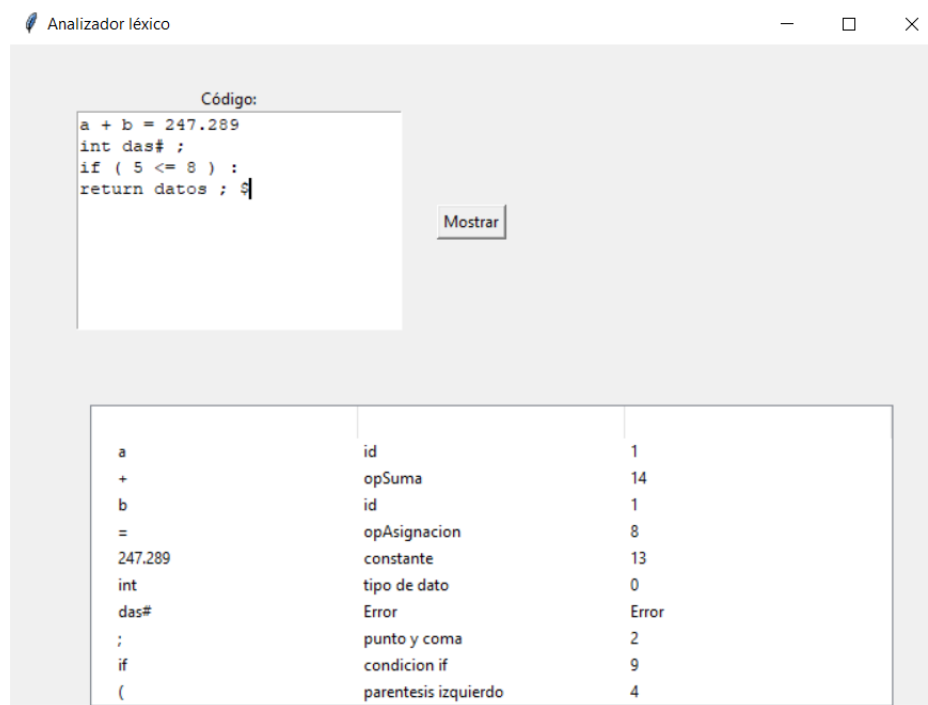 Analizador léxico
Código:
a + b = 247.289
int das# ;
if ( 5 <= 8 ) :
return datos ; $
Mostrar
a id 1
+ opSuma 14
b id 1
= opAsignacion 8
247.289 constante 13
int tipo de dato 0
das# Error Error
; punto y coma 2
if condicion if 9
( parentesis izquierdo 4